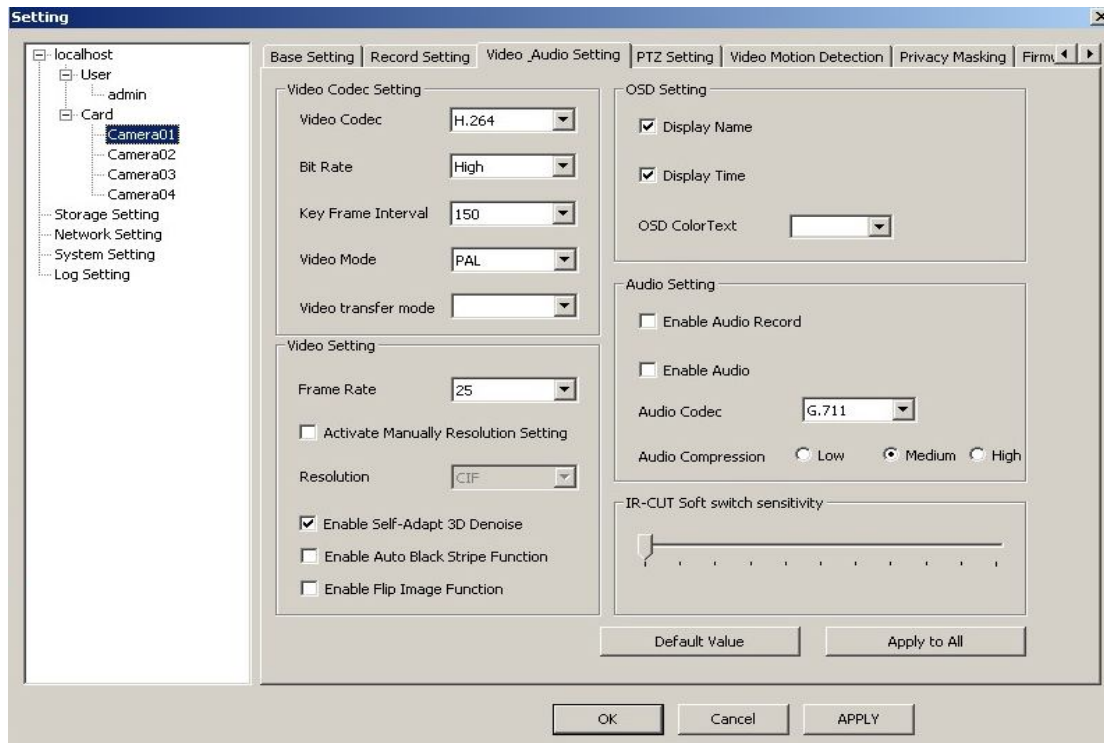 Setting
localhost
User
admin
Card
Camera01
Camera02
Camera03
Camera04
Storage Setting
Network Setting
System Setting
Log Setting
Base Setting
Record Setting
Video_Audio Setting
PTZ Setting
Video Motion Detection
Privacy Masking
Video Codec Setting
Video Codec
H.264
Bit Rate
High
Key Frame Interval
150
Video Mode
PAL
Video transfer mode
Video Setting
Frame Rate
25
Activate Manually Resolution Setting
Resolution
CIF
Enable Self-Adapt 3D Denoise
Enable Auto Black Stripe Function
Enable Flip Image Function
OSD Setting
Display Name
Display Time
OSD ColorText
Audio Setting
Enable Audio Record
Enable Audio
Audio Codec
G.711
Audio Compression
Low
Medium
High
IR-CUT Soft switch sensitivity
Default Value
Apply to All
OK
Cancel
APPLY